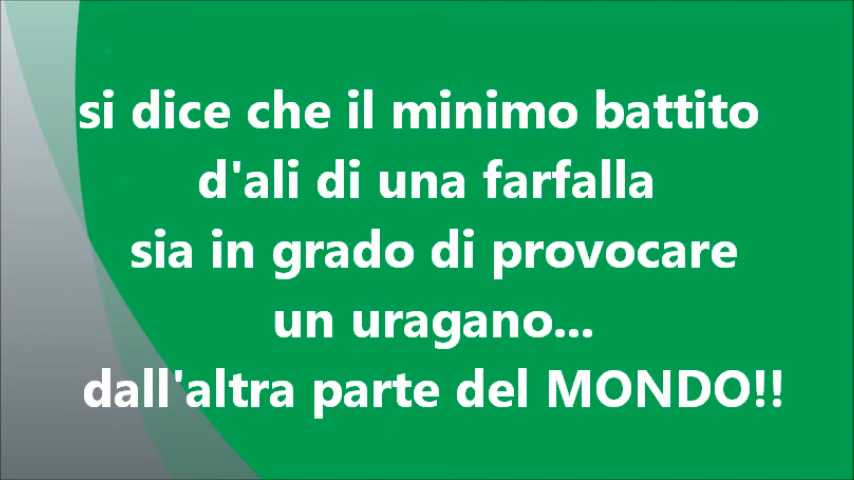 si dice che il minimo battito
d'ali di una farfalla
sia in grado di provocare
un uragano...
dall'altra parte del MONDO!!